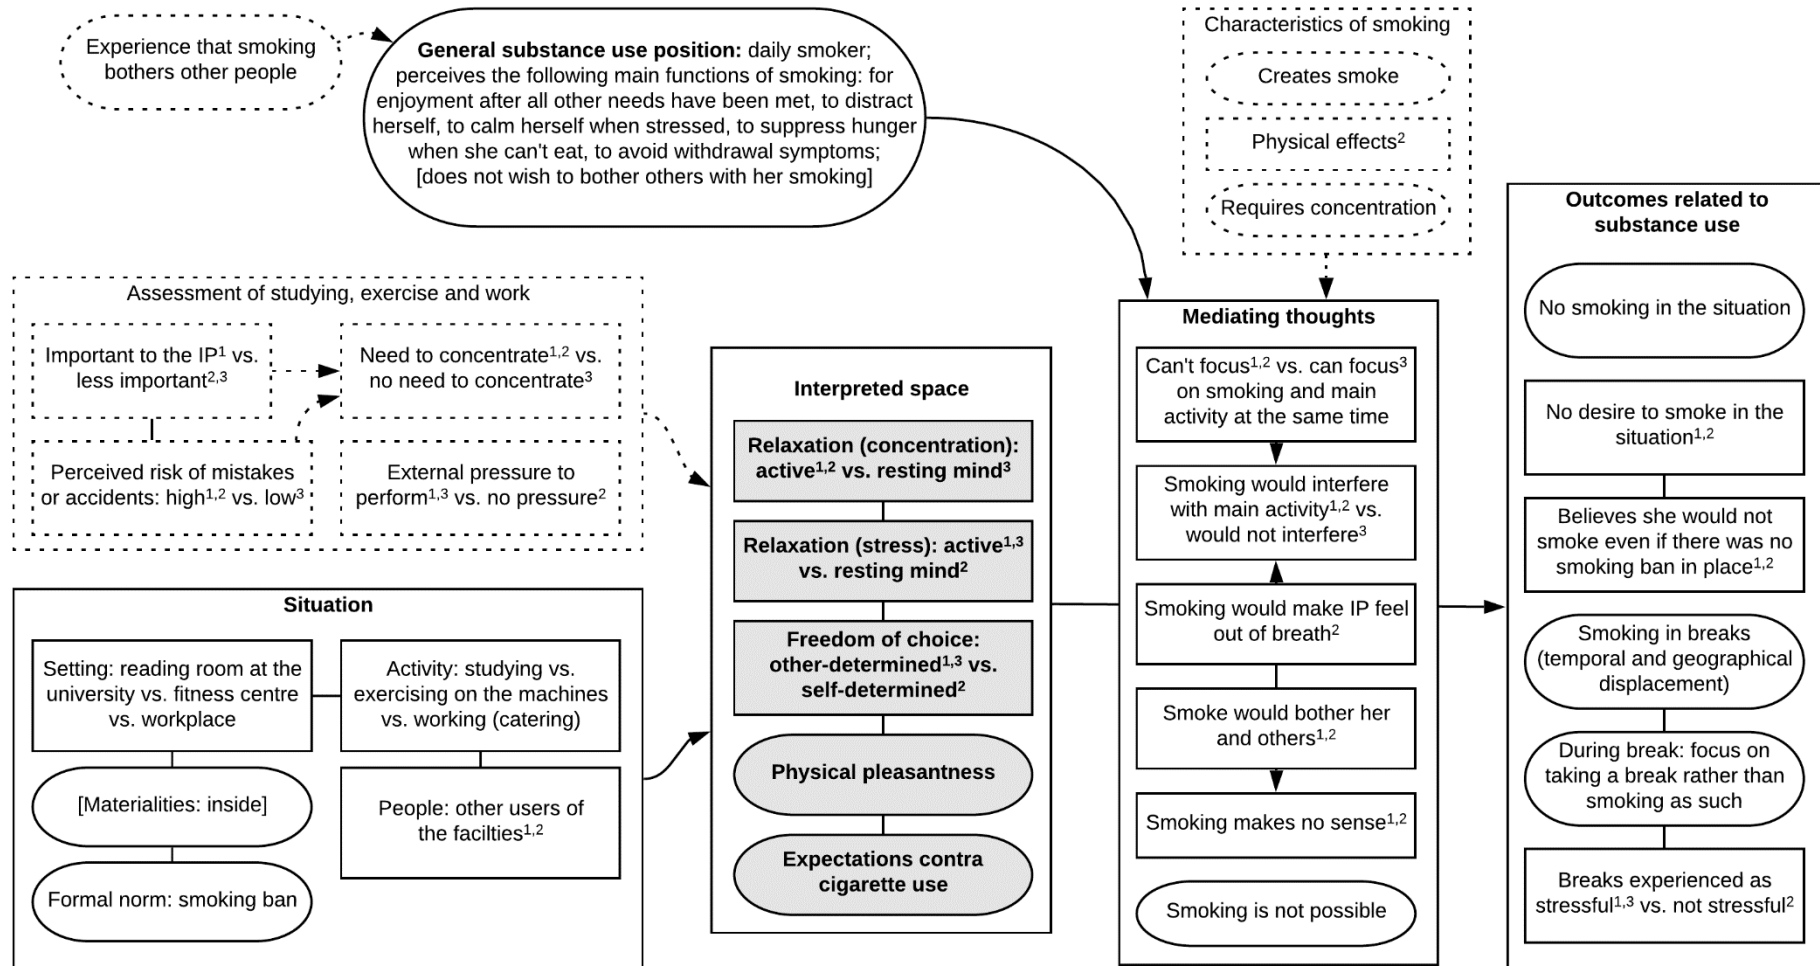 Experience that smoking
bothers other people
General substance use position: daily smoker;
perceives the following main functions of smoking: for
enjoyment after all other needs have been met, to distract
herself, to calm herself when stressed, to suppress hunger
when she can't eat, to avoid withdrawal symptoms;
[does not wish to bother others with her smoking]
Characteristics of smoking
Creates smoke
Physical effects²
Requires concentration
Assessment of studying, exercise and work
Important to the IP¹ vs.
less important²,³
Need to concentrate¹,² vs.
no need to concentrate³
Perceived risk of mistakes
or accidents: high¹,² vs. low³
External pressure to
perform¹,³ vs. no pressure²
Situation
Setting: reading room at the
university vs. fitness centre
vs. workplace
Activity: studying vs.
exercising on the machines
vs. working (catering)
[Materialities: inside]
People: other users of
the facilties¹,²
Formal norm: smoking ban
Interpreted space
Relaxation (concentration):
active¹,² vs. resting mind³
Relaxation (stress): active¹,³
vs. resting mind²
Freedom of choice:
other-determined¹,³ vs.
self-determined²
Physical pleasantness
Expectations contra
cigarette use
Mediating thoughts
Can't focus¹,² vs. can focus³
on smoking and main
activity at the same time
Smoking would interfere
with main activity¹,² vs.
would not interfere³
Smoking would make IP feel
out of breath²
Smoke would bother her
and others¹,²
Smoking makes no sense¹,²
Smoking is not possible
Outcomes related to
substance use
No smoking in the situation
No desire to smoke in the
situation¹,²
Believes she would not
smoke even if there was no
smoking ban in place¹,²
Smoking in breaks
(temporal and geographical
displacement)
During break: focus on
taking a break rather than
smoking as such
Breaks experienced as
stressful¹,³ vs. not stressful²